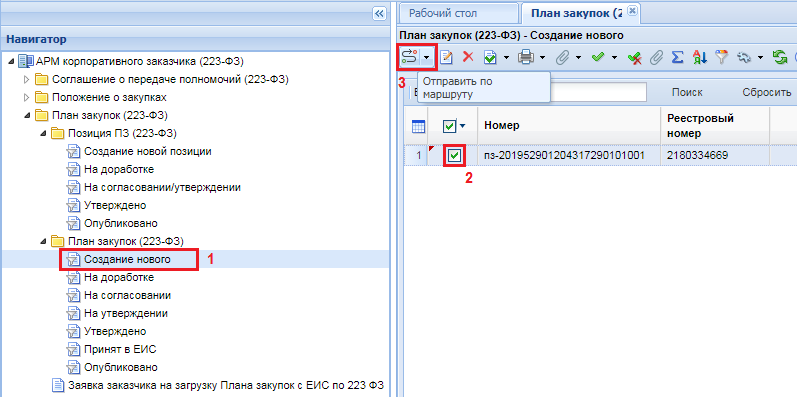 Навигатор
АРМ корпоративного заказчика (223-ФЗ)
Соглашение о передаче полномочий (223-ФЗ)
Положение о закупках
План закупок (223-ФЗ)
Позиция ПЗ (223-ФЗ)
Создание новой позиции
На доработке
На согласовании/утверждении
Утверждено
Опубликовано
План закупок (223-ФЗ)
Создание нового
1
На доработке
На согласовании
На утверждении
Утверждено
Принят в ЕИС
Опубликовано
Заявка заказчика на загрузку Плана закупок с ЕИС по 223 ФЗ
Рабочий стол
План закупок (2
План закупок (223-ФЗ) - Создание нового
3
Отправить по
маршруту
Поиск
Сбросить
Номер
Реестровый
номер
1
пз-201952901204317290101001
2180334669
2